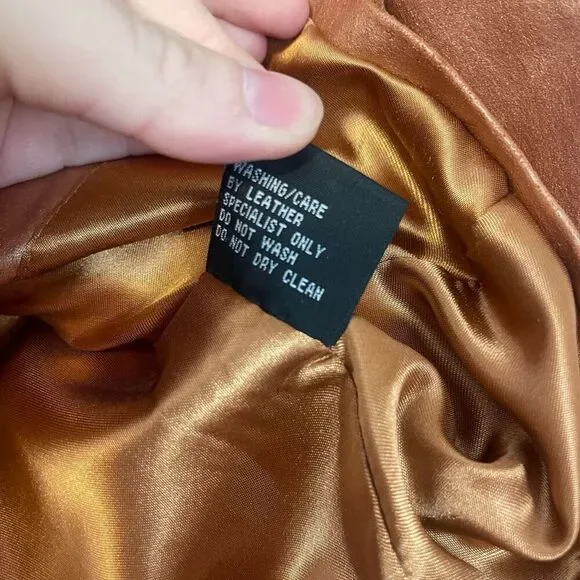 WASHING/CARE
BY LEATHER
SPECIALIST ONLY
DO NOT WASH
DO NOT DRY CLEAN